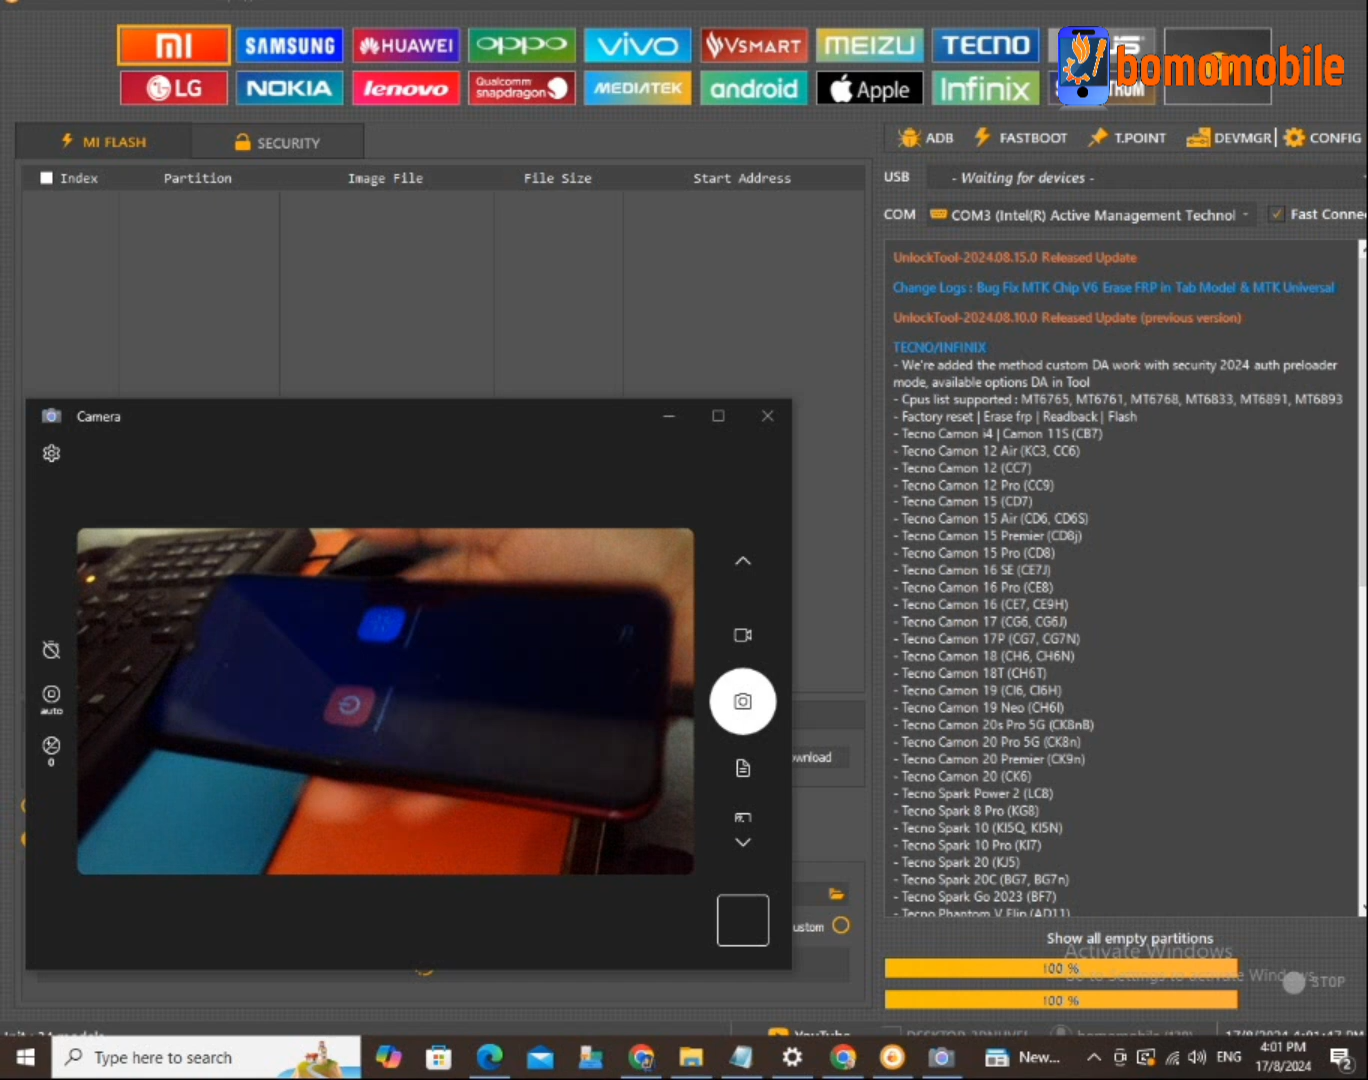 MI
SAMSUNG
HUAWEI
oppo
vivo
VSMART
MEIZU
TECNO
LG
NOKIA
lenovo
Qualcomm
snapdragon
MEDIATEK
android
Apple
Infinix
bomomobile
MI FLASH
SECURITY
ADB
FASTBOOT
T.POINT
DEVMGR
CONFIG
Index
Partition
Image File
File Size
Start Address
USB
- Waiting for devices -
COM
COM3 (Intel(R) Active Management Technol
Fast Conne
UnlockTool-2024.08.15.0 Released Update
Change Logs : Bug Fix MTK Chip V6 Erase FRP in Tab Model & MTK Universal
UnlockTool-2024.08.10.0 Released Update (previous version)
TECNO/INFINIX
- We're added the method custom DA work with security 2024 auth preloader
mode, available options DA in Tool
- Cpus list supported : MT6765, MT6761, MT6768, MT6833, MT6891, MT6893
- Factory reset | Erase frp | Readback | Flash
- Tecno Camon i4 | Camon 11S (CB7)
- Tecno Camon 12 Air (KC3, CC6)
- Tecno Camon 12 (CC7)
- Tecno Camon 12 Pro (CC9)
- Tecno Camon 15 (CD7)
- Tecno Camon 15 Air (CD6, CD6S)
- Tecno Camon 15 Premier (CD8j)
- Tecno Camon 15 Pro (CD8)
- Tecno Camon 16 SE (CE7J)
- Tecno Camon 16 Pro (CE8)
- Tecno Camon 16 (CE7, CE9H)
- Tecno Camon 17 (CG6, CG6J)
- Tecno Camon 17P (CG7, CG7N)
- Tecno Camon 18 (CH6, CH6N)
- Tecno Camon 18T (CH6T)
- Tecno Camon 19 (CI6, CI6H)
- Tecno Camon 19 Neo (CH6I)
- Tecno Camon 20s Pro 5G (CK8nB)
- Tecno Camon 20 Pro 5G (CK8n)
- Tecno Camon 20 Premier (CK9n)
- Tecno Camon 20 (CK6)
- Tecno Spark Power 2 (LC8)
- Tecno Spark 8 Pro (KG8)
- Tecno Spark 10 (KI5Q, KI5N)
- Tecno Spark 10 Pro (KI7)
- Tecno Spark 20 (KJ5)
- Tecno Spark 20C (BG7, BG7n)
- Tecno Spark Go 2023 (BF7)
- Tecno Phantom V Flip (AD11)
Camera
auto
0
wnload
ustom
Show all empty partitions
Activate Windows
Go to Settings to activate Windows.
100 %
100 %
STOP
YouTube
Type here to search
New...
ENG
4:01 PM
17/8/2024
2